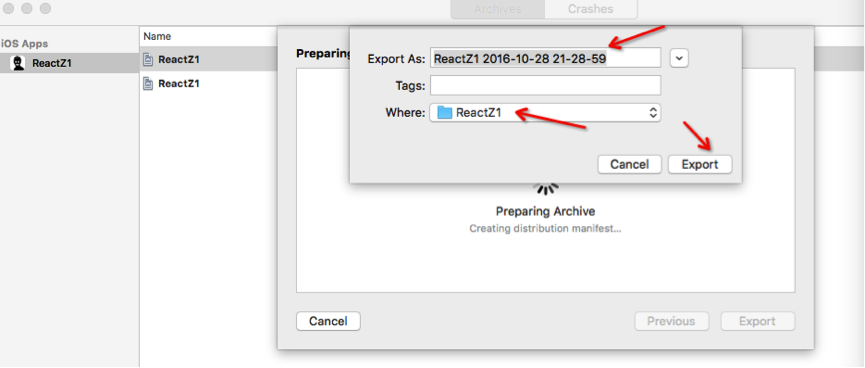 Archives
Crashes
iOS Apps
ReactZ1
Name
ReactZ1
ReactZ1
Preparing
Export As: ReactZ1 2016-10-28 21-28-59
Tags:
Where: ReactZ1
Cancel
Export
Preparing Archive
Creating distribution manifest...
Cancel
Previous
Export